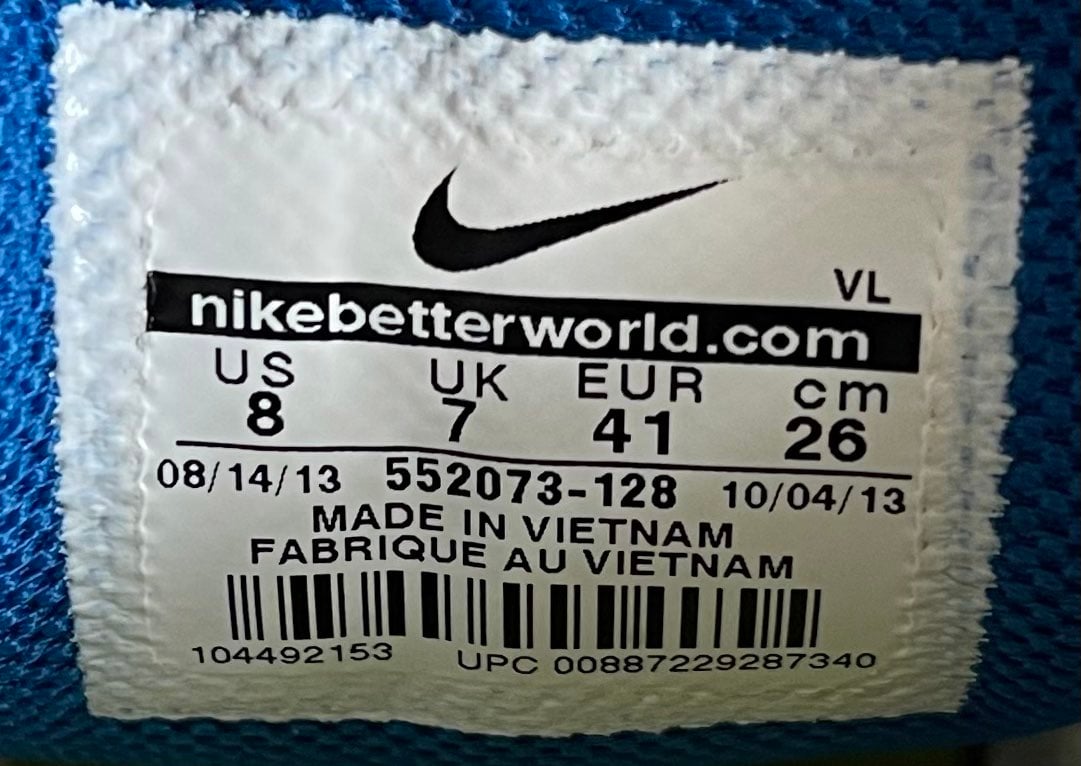 VL
nikebetterworld.com
US UK EUR cm
8 7 41 26
08/14/13 552073-128 10/04/13
MADE IN VIETNAM
FABRIQUE AU VIETNAM
104492153 UPC 00887229287340